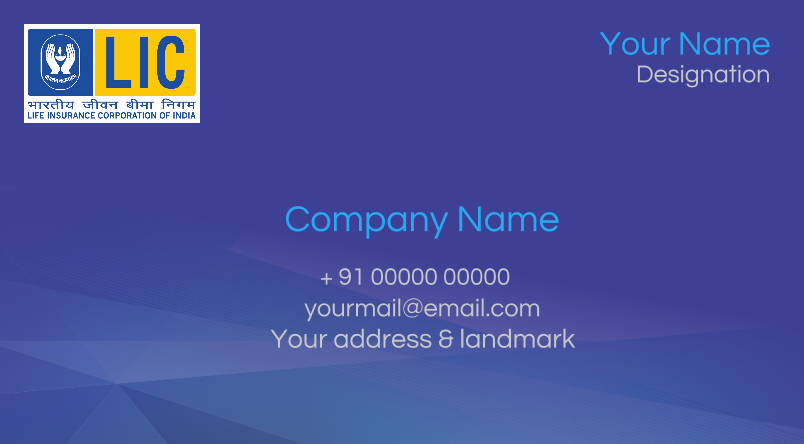 LIC
भारतीय जीवन बीमा निगम
LIFE INSURANCE CORPORATION OF INDIA
Your Name
Designation
Company Name
+ 91 00000 00000
yourmail@email.com
Your address & landmark